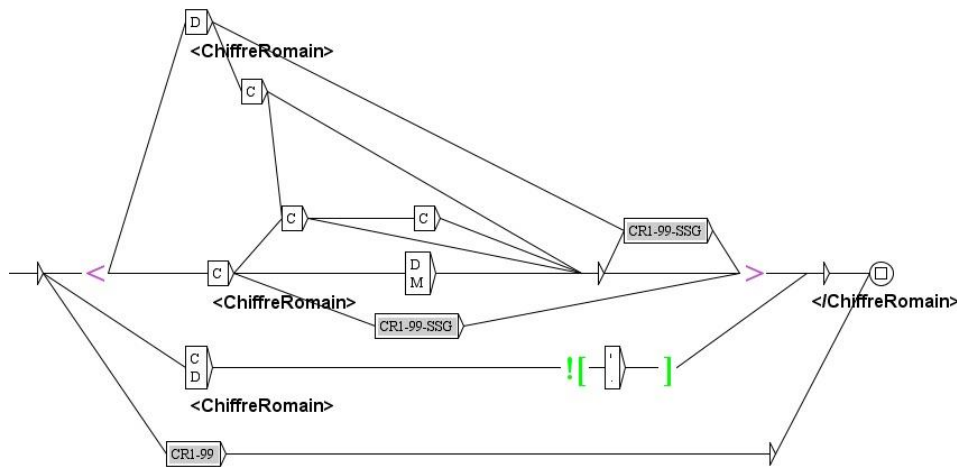 D
<ChiffreRomain>
C
C
C
CR1-99-SSG
<
C
D
M
>
<ChiffreRomain>
</ChiffreRomain>
CR1-99-SSG
C
D
![
'
.
]
<ChiffreRomain>
CR1-99